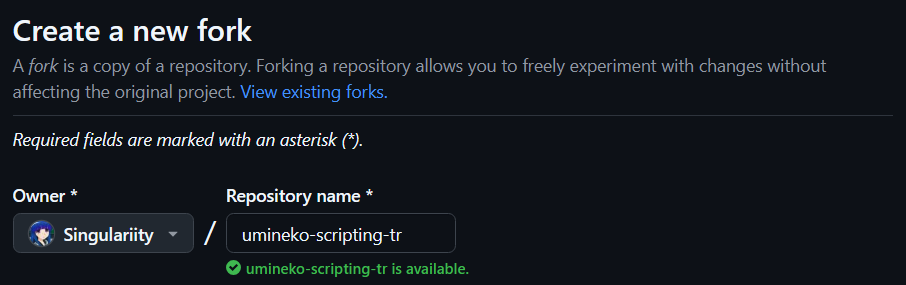 Create a new fork
A fork is a copy of a repository. Forking a repository allows you to freely experiment with changes without
affecting the original project. View existing forks.
Required fields are marked with an asterisk (*).
Owner *
Repository name *
Singulariity
/
umineko-scripting-tr
umineko-scripting-tr is available.